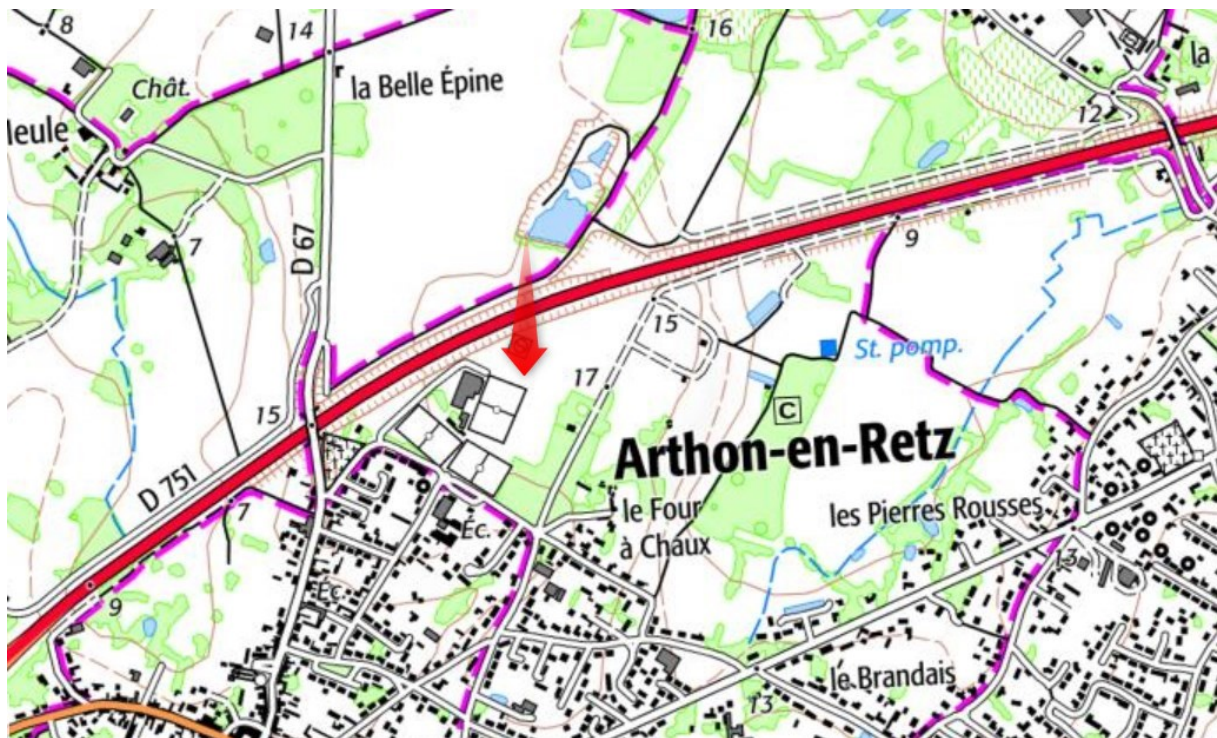 8
14
16
Chât.
la Belle Épine
la
12
Meule
7
D 67
9
15
St. pomp.
17
15
C
Arthon-en-Retz
D 751
le Four
à Chaux
les Pierres Rousses
7
Éc.
13
Éc.
9
le Brandais
13